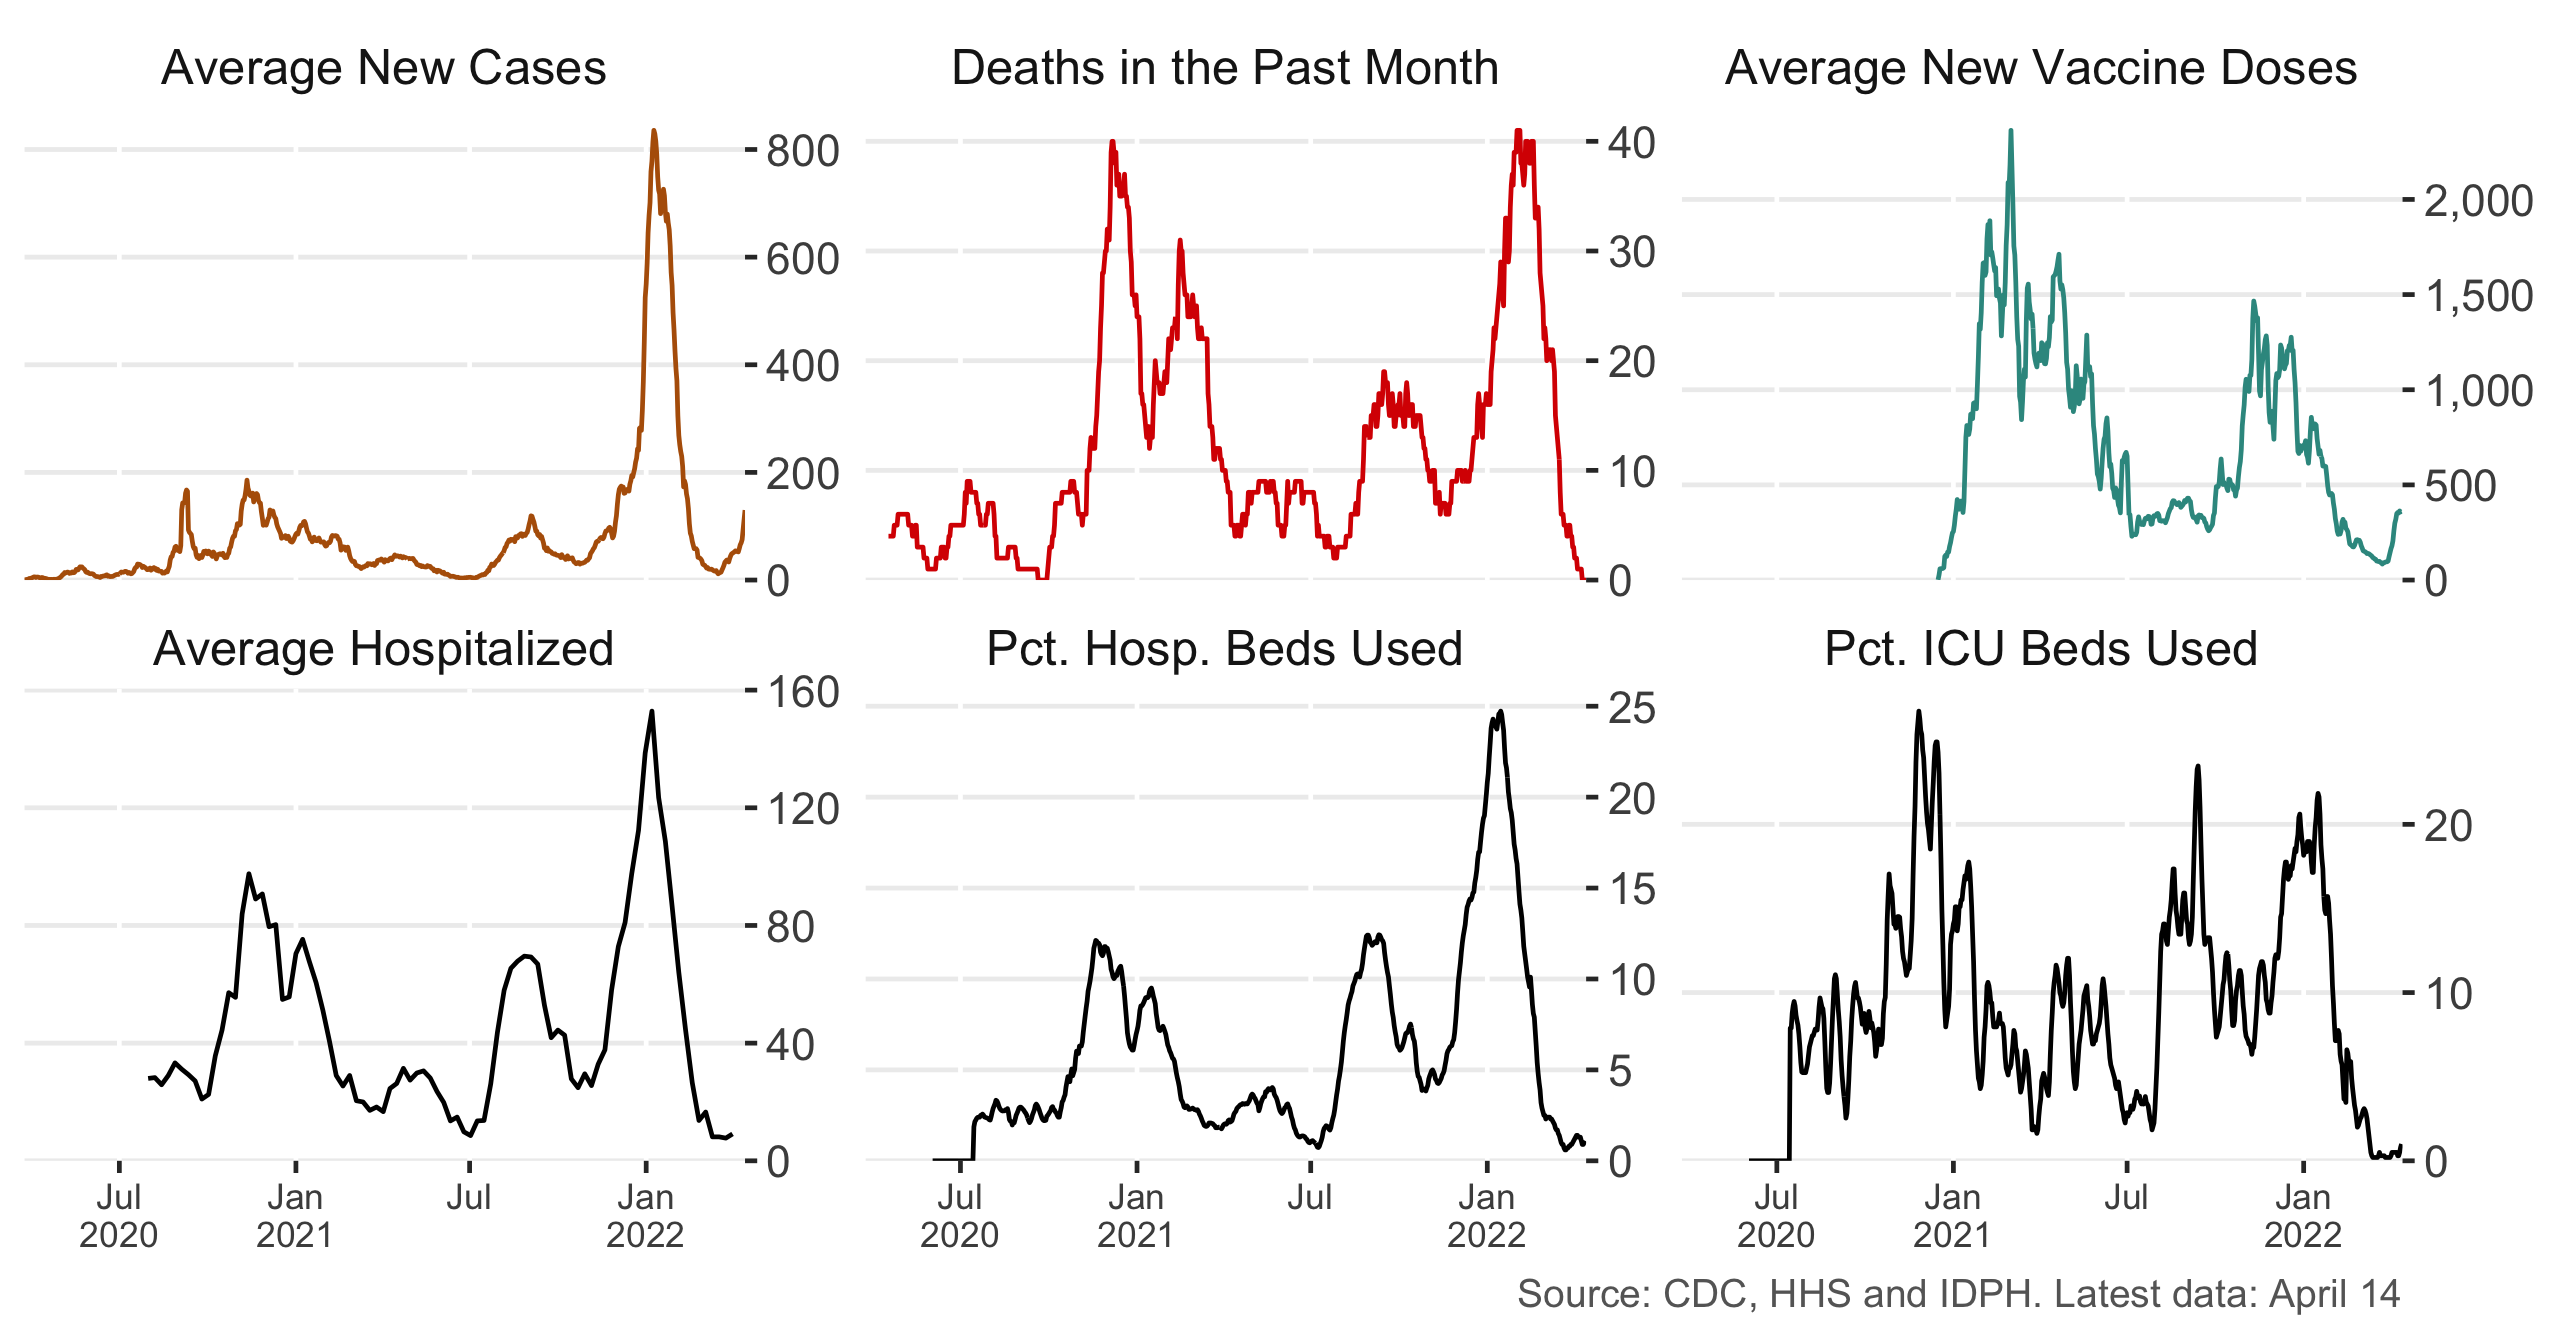 Average New Cases
Deaths in the Past Month
Average New Vaccine Doses
800
600
400
200
0
40
30
20
10
0
2,000
1,500
1,000
500
0
Average Hospitalized
Pct. Hosp. Beds Used
Pct. ICU Beds Used
160
120
80
40
0
25
20
15
10
5
0
20
10
0
Jul Jan Jul Jan
2020 2021 2022
Jul Jan Jul Jan
2020 2021 2022
Jul Jan Jul Jan
2020 2021 2022
Source: CDC, HHS and IDPH. Latest data: April 14